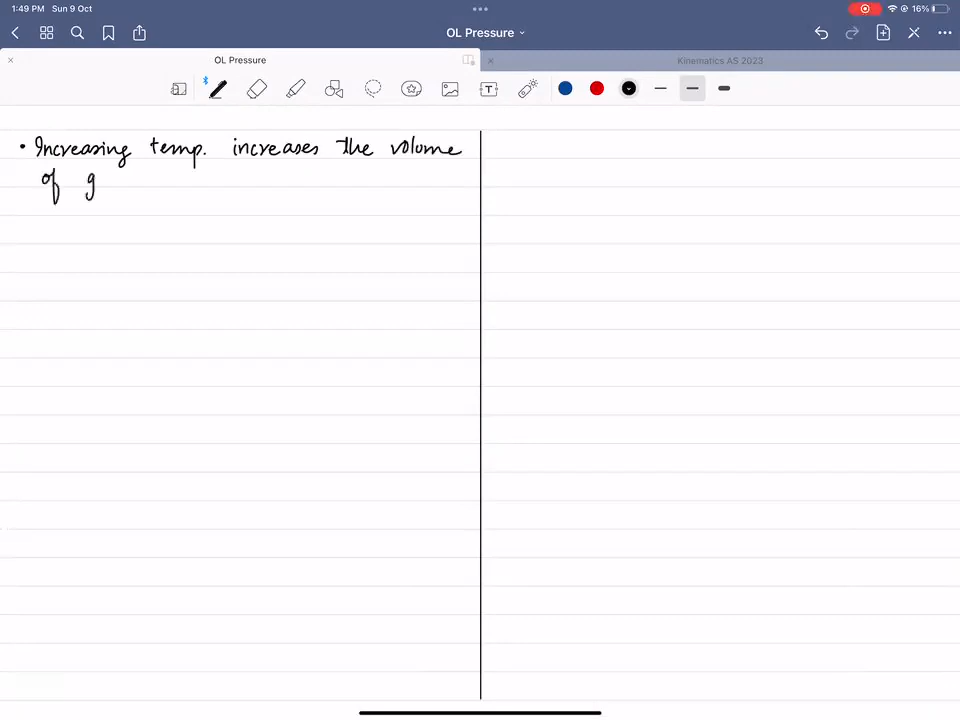 1:49 PM Sun 9 Oct
16%
OL Pressure
OL Pressure
Kinematics AS 2023
T
• Increasing temp. increases the volume
of g